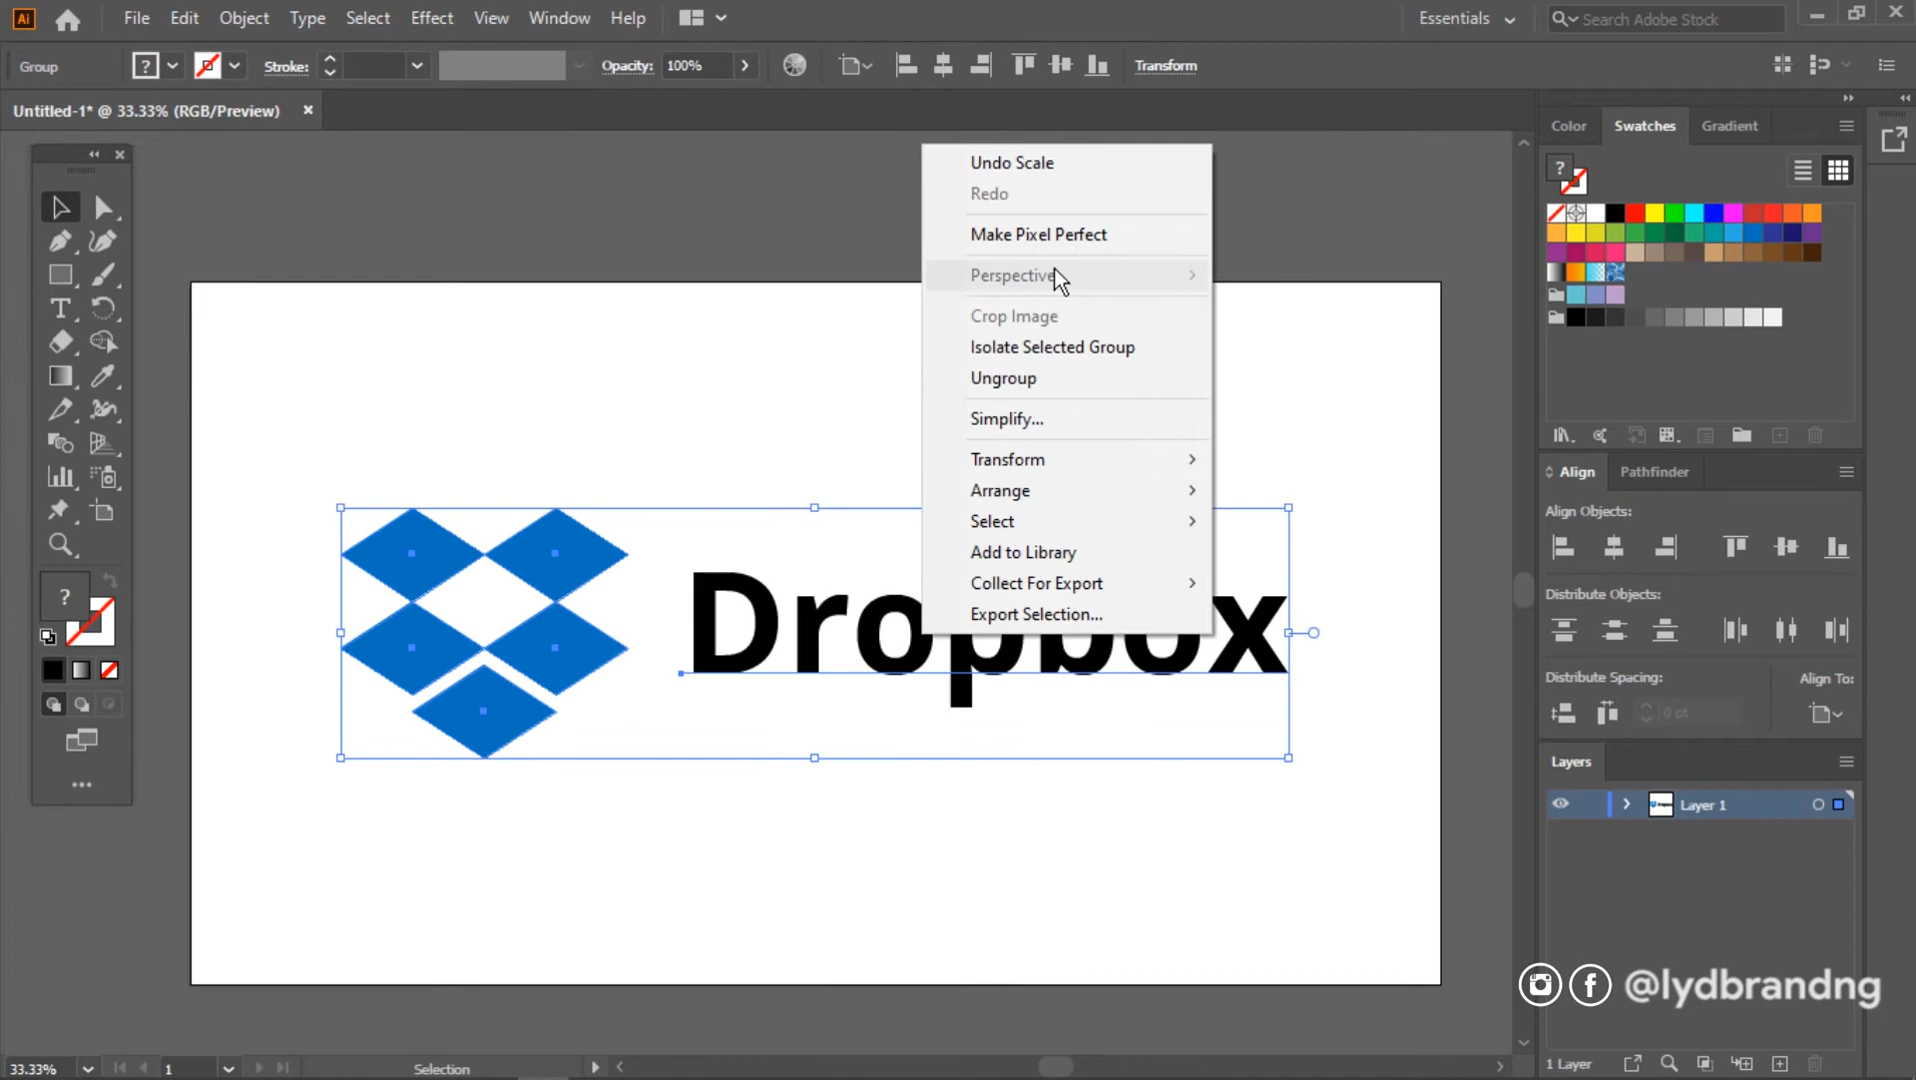 Ai File Edit Object Type Select Effect View Window Help Essentials Search Adobe Stock
Group ? Stroke: Opacity: 100% Transform
Untitled-1* @ 33.33% (RGB/Preview)
Color Swatches Gradient
?
Undo Scale
Redo
Make Pixel Perfect
Perspective
Crop Image
Isolate Selected Group
Ungroup
Simplify...
Transform
Arrange
Select
Add to Library
Collect For Export
Export Selection...
T
?
Dropbox
Align Pathfinder
Align Objects:
Distribute Objects:
Distribute Spacing: Align To:
0 pt
Layers
Layer 1
@lydbrandng
33.33% 1 Selection 1 Layer